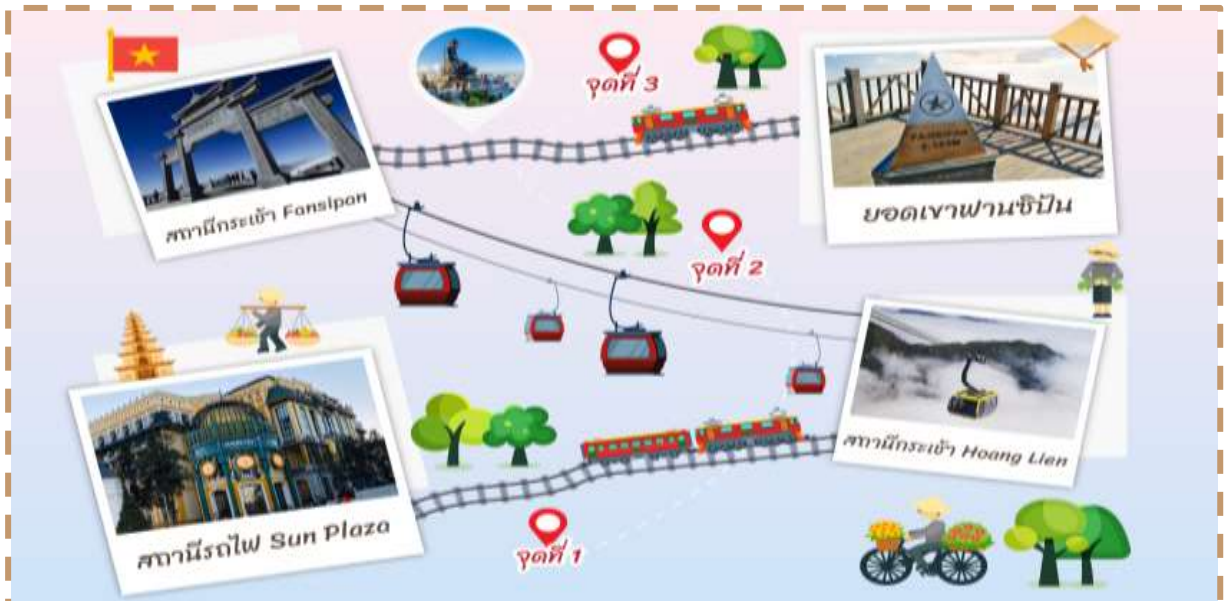 จุดที่ 3
สถานีกระเช้า Fansipan
FANSIPAN
ยอดเขาฟานซิปัน
จุดที่ 2
สถานีกระเช้า Hoang Lien
สถานีรถไฟ Sun Plaza
จุดที่ 1